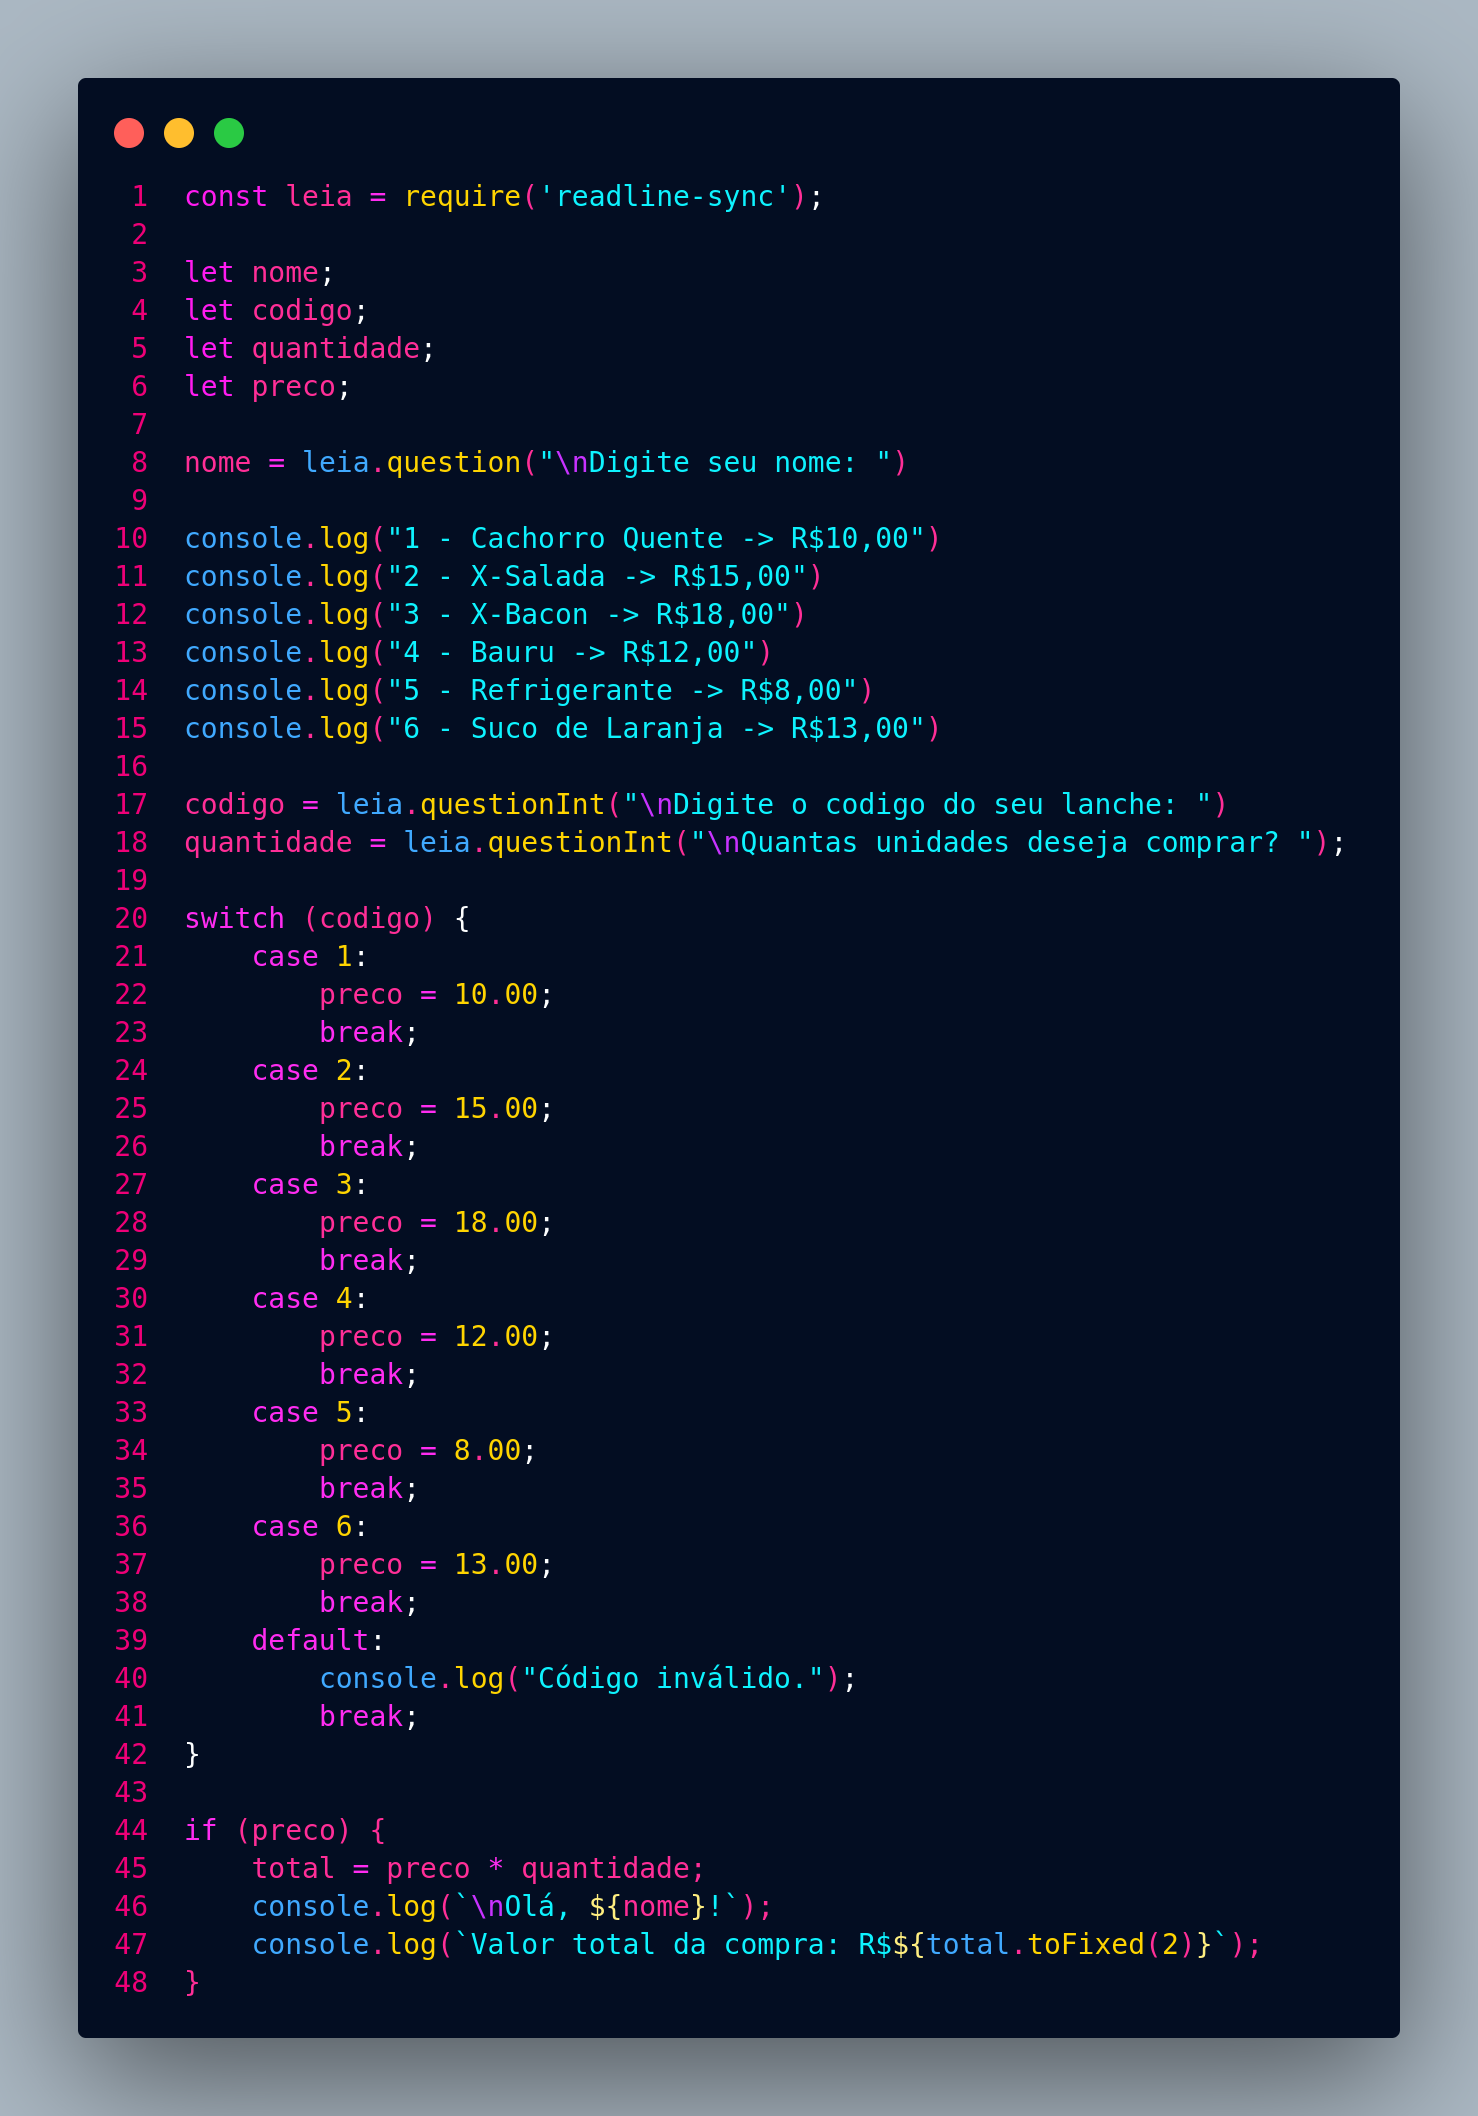 1 const leia = require('readline-sync');
2
3 let nome;
4 let codigo;
5 let quantidade;
6 let preco;
7
8 nome = leia.question("\nDigite seu nome: ")
9
10 console.log("1 - Cachorro Quente -> R$10,00")
11 console.log("2 - X-Salada -> R$15,00")
12 console.log("3 - X-Bacon -> R$18,00")
13 console.log("4 - Bauru -> R$12,00")
14 console.log("5 - Refrigerante -> R$8,00")
15 console.log("6 - Suco de Laranja -> R$13,00")
16
17 codigo = leia.questionInt("\nDigite o codigo do seu lanche: ")
18 quantidade = leia.questionInt("\nQuantas unidades deseja comprar? ");
19
20 switch (codigo) {
21     case 1:
22         preco = 10.00;
23         break;
24     case 2:
25         preco = 15.00;
26         break;
27     case 3:
28         preco = 18.00;
29         break;
30     case 4:
31         preco = 12.00;
32         break;
33     case 5:
34         preco = 8.00;
35         break;
36     case 6:
37         preco = 13.00;
38         break;
39     default:
40         console.log("Código inválido.");
41         break;
42 }
43
44 if (preco) {
45     total = preco * quantidade;
46     console.log(`\nOlá, ${nome}!`);
47     console.log(`Valor total da compra: R$${total.toFixed(2)}`);
48 }